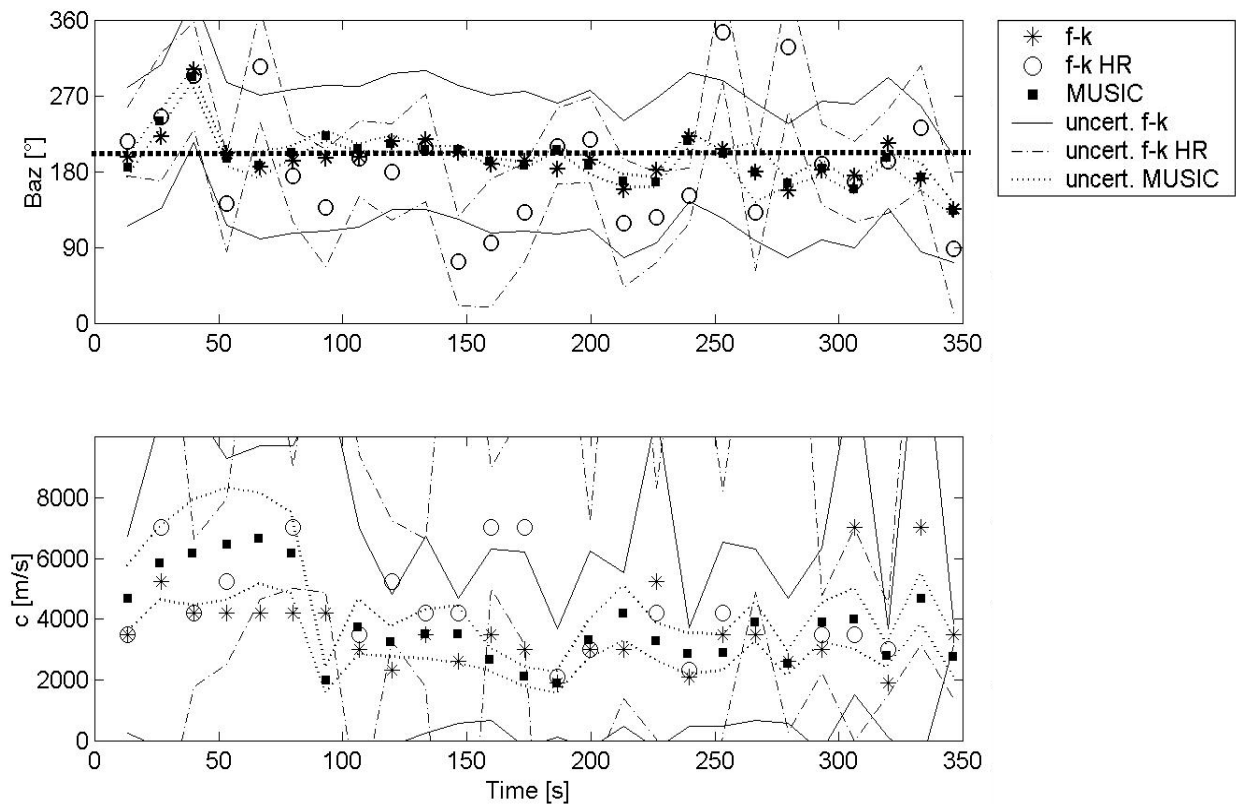 360
270
180
90
0
Baz [°]
0 50 100 150 200 250 300 350
f-k
f-k HR
MUSIC
uncert. f-k
uncert. f-k HR
uncert. MUSIC
8000
6000
4000
2000
0
c [m/s]
0 50 100 150 200 250 300 350
Time [s]